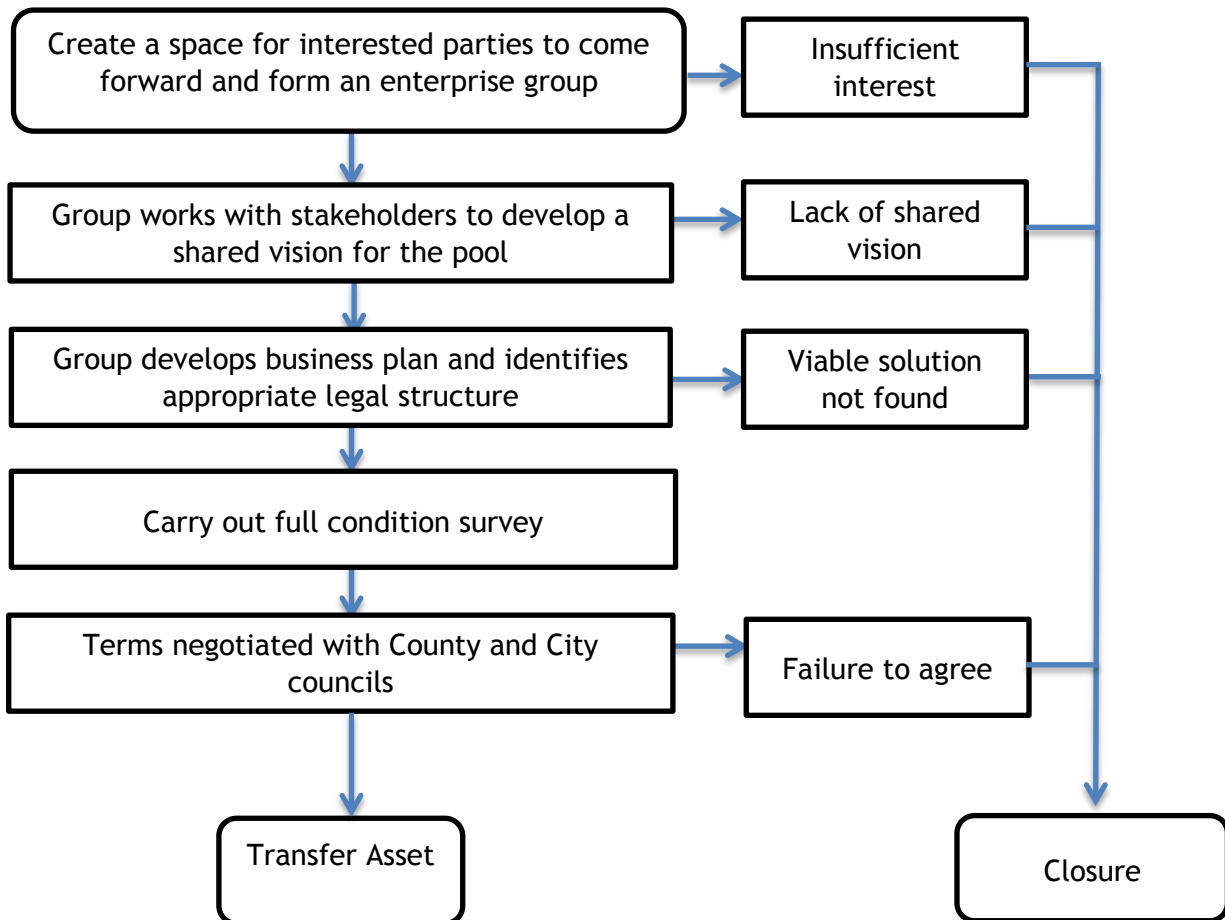 Create a space for interested parties to come
forward and form an enterprise group
Insufficient
interest
Group works with stakeholders to develop a
shared vision for the pool
Lack of shared
vision
Group develops business plan and identifies
appropriate legal structure
Viable solution
not found
Carry out full condition survey
Terms negotiated with County and City
councils
Failure to agree
Transfer Asset
Closure